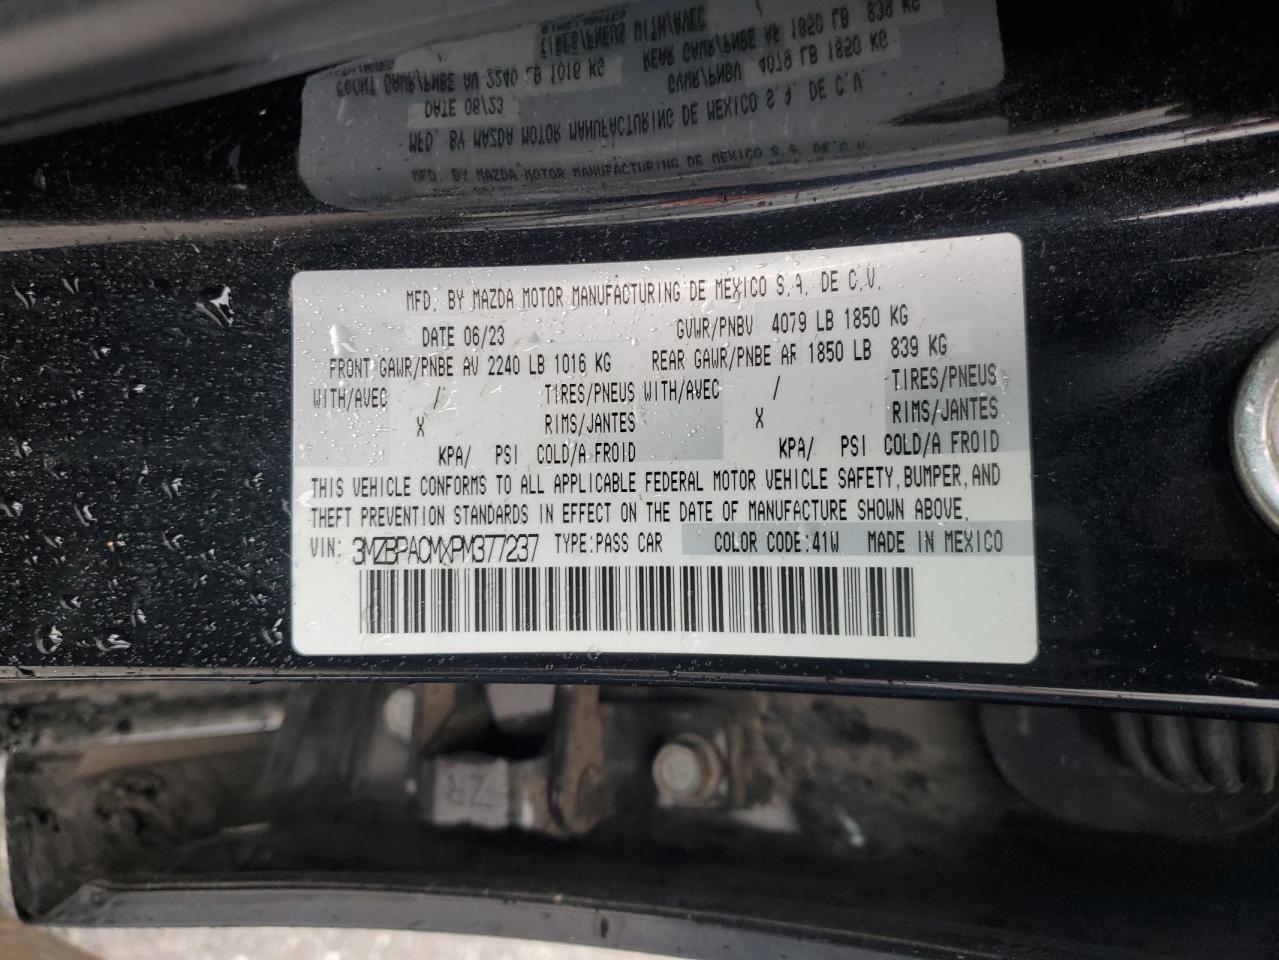 MFD. BY MAZDA MOTOR MANUFACTURING DE MEXICO S.A. DE C.V.
DATE 06/23 GVWR/PNBV 4079 LB 1850 KG
FRONT GAWR/PNBE AV 2240 LB 1016 KG REAR GAWR/PNBE AF 1850 LB 839 KG
WITH/AVEC / TIRES/PNEUS WITH/AVEC / TIRES/PNEUS
X RIMS/JANTES X RIMS/JANTES
KPA/ PSI COLD/A FROID KPA/ PSI COLD/A FROID
THIS VEHICLE CONFORMS TO ALL APPLICABLE FEDERAL MOTOR VEHICLE SAFETY, BUMPER, AND
THEFT PREVENTION STANDARDS IN EFFECT ON THE DATE OF MANUFACTURE SHOWN ABOVE.
VIN: 3MZBPACMXPM377237 TYPE:PASS CAR COLOR CODE:41W MADE IN MEXICO